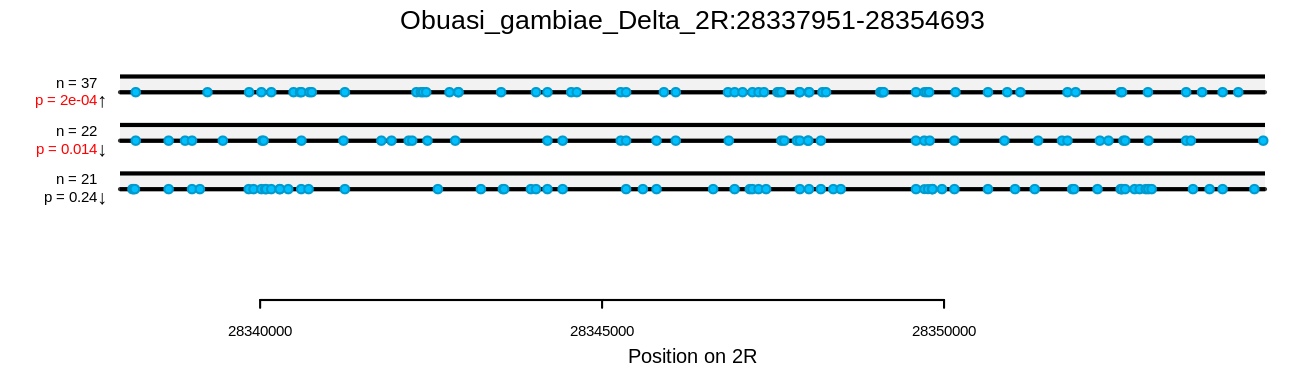 Obuasi_gambiae_Delta_2R:28337951-28354693
n = 37
p = 2e-04↑
n = 22
p = 0.014↓
n = 21
p = 0.24↓
28340000 28345000 28350000
Position on 2R